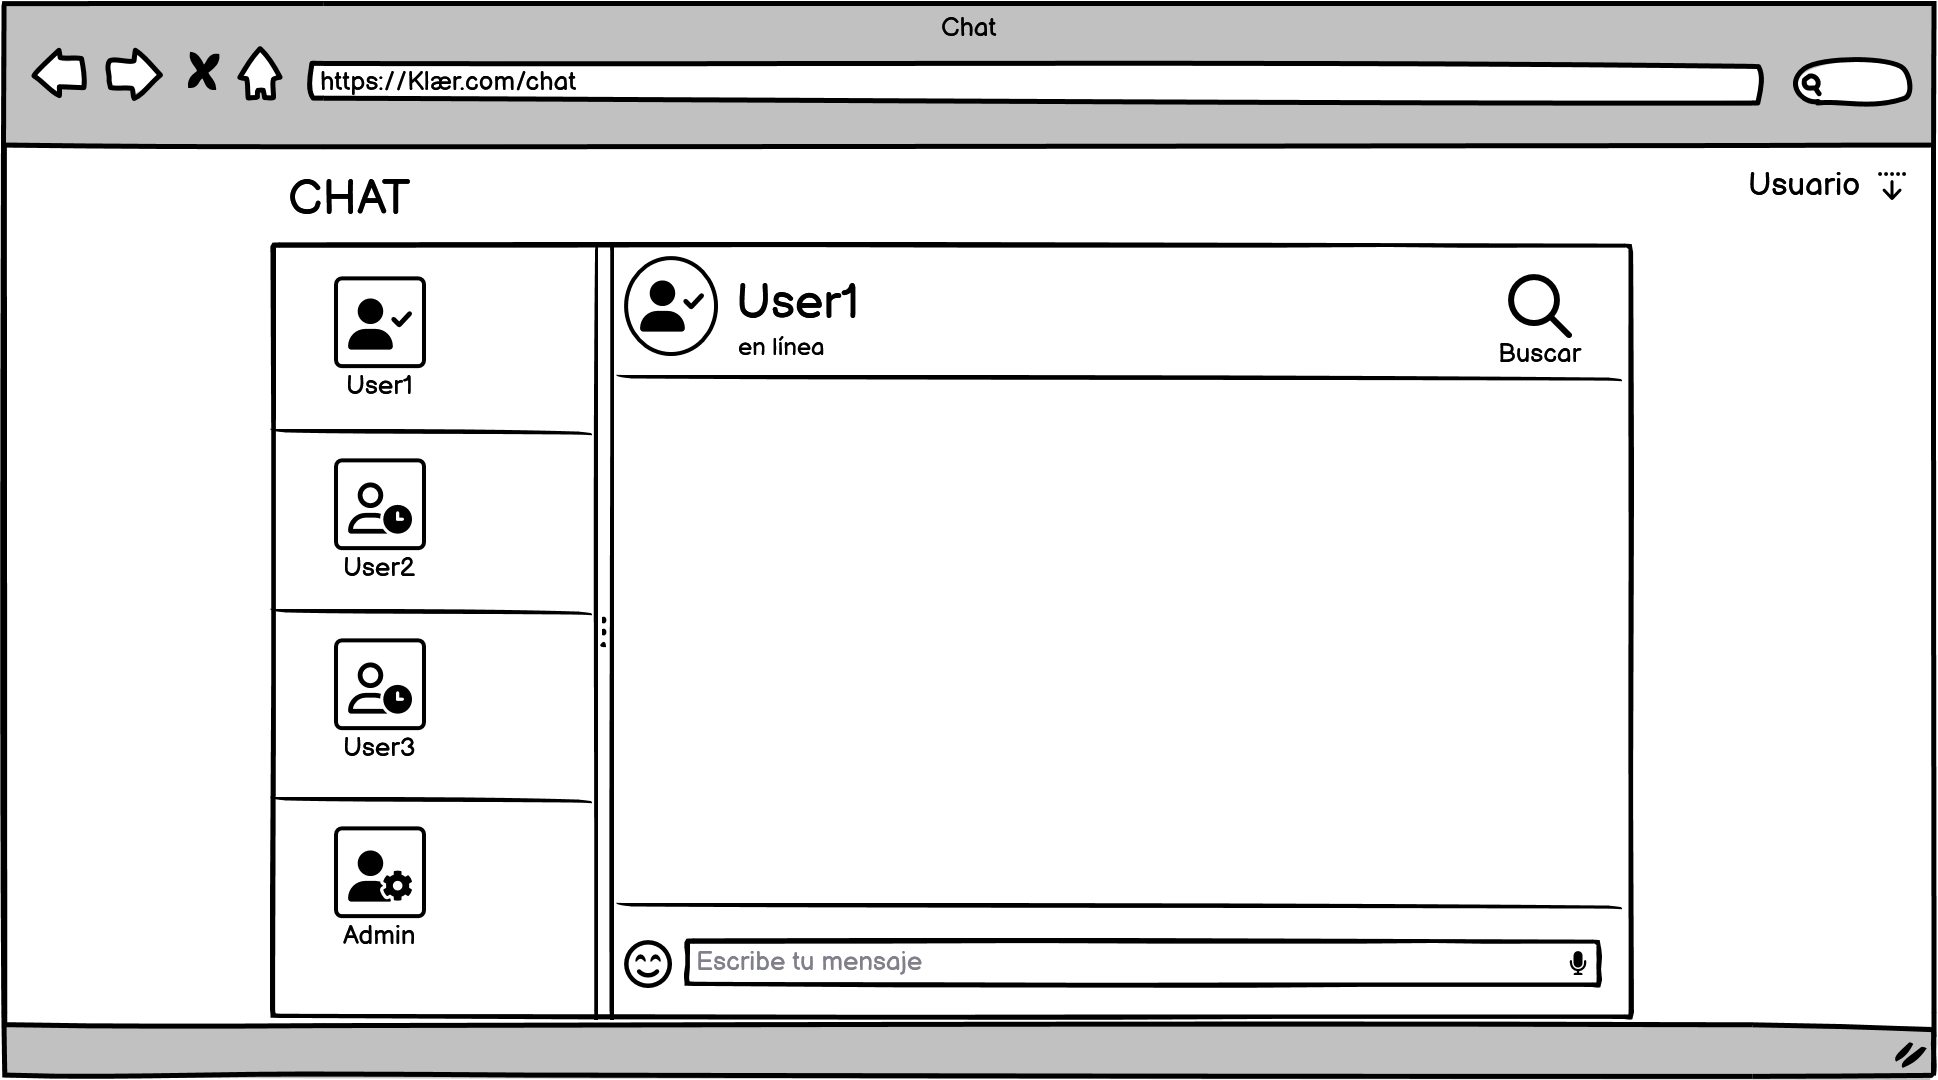 Chat
https://Klær.com/chat
CHAT
Usuario
User1
User2
User3
Admin
User1
en línea
Buscar
Escribe tu mensaje